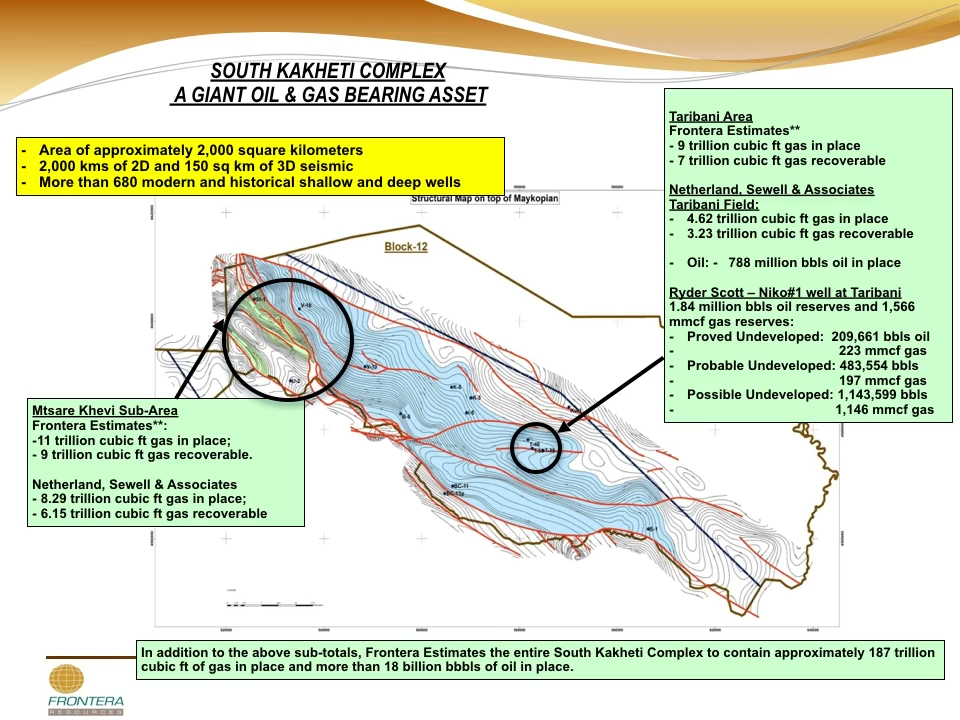 SOUTH KAKHETI COMPLEX
A GIANT OIL & GAS BEARING ASSET
- Area of approximately 2,000 square kilometers
- 2,000 kms of 2D and 150 sq km of 3D seismic
- More than 680 modern and historical shallow and deep wells
Taribani Area
Frontera Estimates**
- 9 trillion cubic ft gas in place
- 7 trillion cubic ft gas recoverable
Netherland, Sewell & Associates
Taribani Field:
- 4.62 trillion cubic ft gas in place
- 3.23 trillion cubic ft gas recoverable
- Oil: - 788 million bbls oil in place
Ryder Scott – Niko#1 well at Taribani
1.84 million bbls oil reserves and 1,566
mmcf gas reserves:
- Proved Undeveloped: 209,661 bbls oil
- 223 mmcf gas
- Probable Undeveloped: 483,554 bbls
- 197 mmcf gas
- Possible Undeveloped: 1,143,599 bbls
- 1,146 mmcf gas
Structural Map on top of Maykopian
Block-12
Mtsare Khevi Sub-Area
Frontera Estimates**:
-11 trillion cubic ft gas in place;
- 9 trillion cubic ft gas recoverable.
Netherland, Sewell & Associates
- 8.29 trillion cubic ft gas in place;
- 6.15 trillion cubic ft gas recoverable
In addition to the above sub-totals, Frontera Estimates the entire South Kakheti Complex to contain approximately 187 trillion
cubic ft of gas in place and more than 18 billion bbbls of oil in place.
FRONTERA
RESOURCES